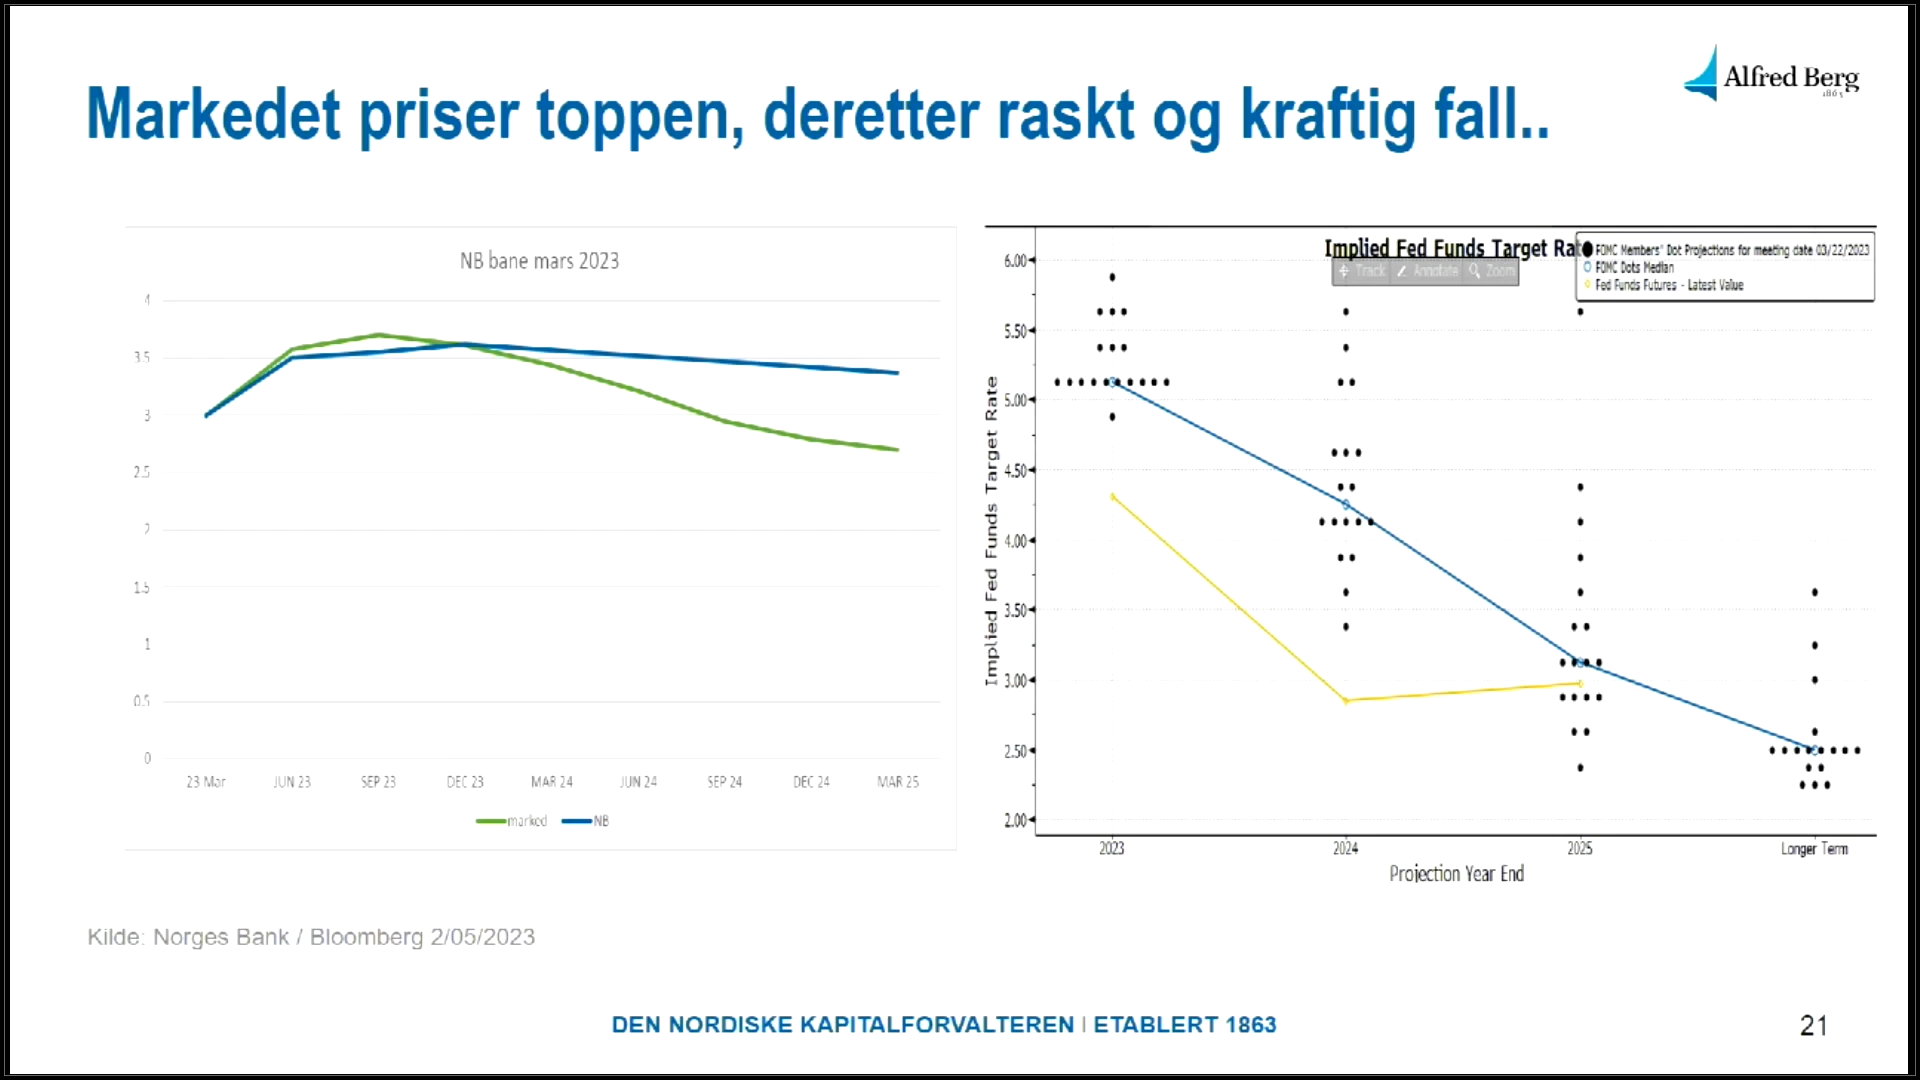 Alfred Berg
1863
Markedet priser toppen, deretter raskt og kraftig fall..
NB bane mars 2023
4
3.5
3
2.5
2
1.5
1
0.5
0
23 Mar
JUN 23
SEP 23
DEC 23
MAR 24
JUN 24
SEP 24
DEC 24
MAR 25
marked
NB
Implied Fed Funds Target Rat
Track
Annotate
Zoom
FOMC Members' Dot Projections for meeting date 03/22/2023
FOMC Dots Median
Fed Funds Futures - Latest Value
Implied Fed Funds Target Rate
6.00
5.50
5.00
4.50
4.00
3.50
3.00
2.50
2.00
2023
2024
2025
Longer Term
Projection Year End
Kilde: Norges Bank / Bloomberg 2/05/2023
DEN NORDISKE KAPITALFORVALTEREN | ETABLERT 1863
21